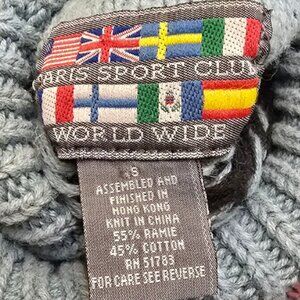 PARIS SPORT CLUB
WORLD WIDE
S
ASSEMBLED AND
FINISHED IN
HONG KONG
KNIT IN CHINA
55% RAMIE
45% COTTON
RN 51783
FOR CARE SEE REVERSE